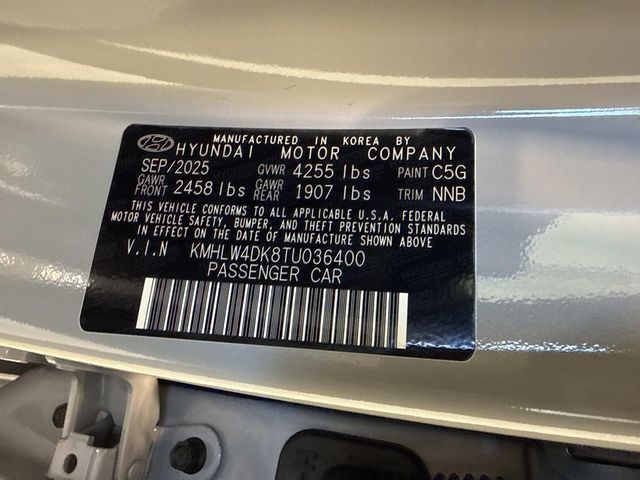 MANUFACTURED IN KOREA BY
HYUNDAI MOTOR COMPANY
SEP/2025 GVWR 4255 lbs PAINT C5G
GAWR FRONT 2458 lbs GAWR REAR 1907 lbs TRIM NNB
THIS VEHICLE CONFORMS TO ALL APPLICABLE U.S.A. FEDERAL
MOTOR VEHICLE SAFETY, BUMPER, AND THEFT PREVENTION STANDARDS
IN EFFECT ON THE DATE OF MANUFACTURE SHOWN ABOVE
V.I.N KMHLW4DK8TU036400
PASSENGER CAR